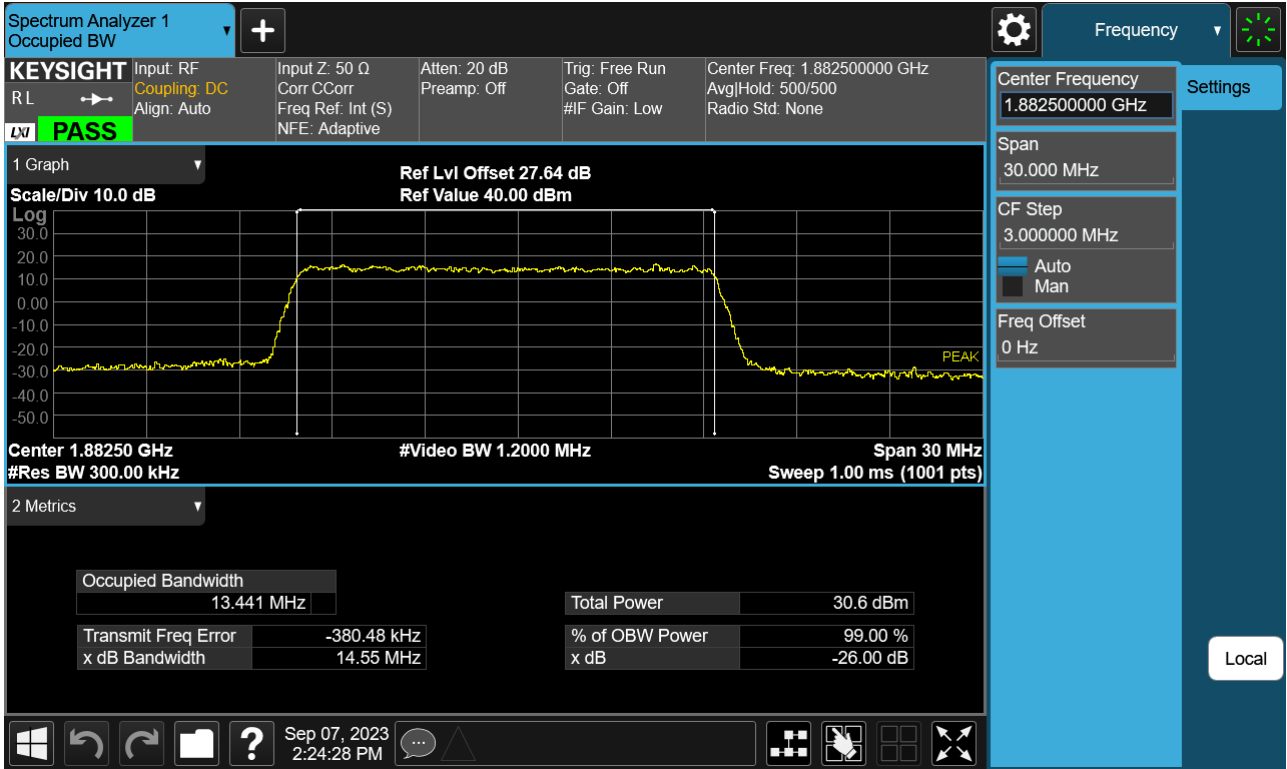 Spectrum Analyzer 1
Occupied BW
Frequency
KEYSIGHT
R L
LXI PASS
Input: RF
Coupling: DC
Align: Auto
Input Z: 50 Ω
Corr CCorr
Freq Ref: Int (S)
NFE: Adaptive
Atten: 20 dB
Preamp: Off
Trig: Free Run
Gate: Off
#IF Gain: Low
Center Freq: 1.882500000 GHz
Avg|Hold: 500/500
Radio Std: None
1 Graph
Scale/Div 10.0 dB
Ref Lvl Offset 27.64 dB
Ref Value 40.00 dBm
Log
30.0
20.0
10.0
0.00
-10.0
-20.0
-30.0
-40.0
-50.0
PEAK
Center 1.88250 GHz
#Video BW 1.2000 MHz
Span 30 MHz
#Res BW 300.00 kHz
Sweep 1.00 ms (1001 pts)
2 Metrics
Occupied Bandwidth
13.441 MHz
Transmit Freq Error -380.48 kHz
x dB Bandwidth 14.55 MHz
Total Power 30.6 dBm
% of OBW Power 99.00 %
x dB -26.00 dB
Center Frequency
1.882500000 GHz
Span
30.000 MHz
CF Step
3.000000 MHz
Auto
Man
Freq Offset
0 Hz
Settings
Local
?
Sep 07, 2023
2:24:28 PM